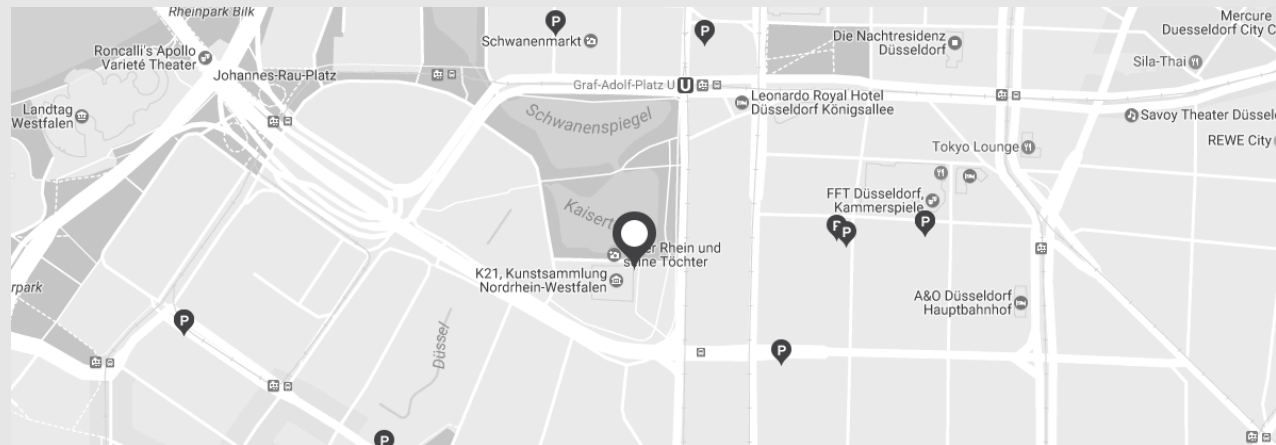 Rheinpark Bilk
Roncalli's Apollo
Varieté Theater
Johannes-Rau-Platz
Landtag
Westfalen
rpark
P
Schwanenmarkt
P
Graf-Adolf-Platz U
U
Schwanenspiegel
Leonardo Royal Hotel
Düsseldorf Königsallee
Die Nachtresidenz
Düsseldorf
Mercure
Duesseldorf City C
Sila-Thai
Savoy Theater Düssel
REWE City
Tokyo Lounge
FFT Düsseldorf,
Kammerspiele
P
P
P
Rhein und
Töchter
K21, Kunstsammlung
Nordrhein-Westfalen
A&O Düsseldorf
Hauptbahnhof
P
Düssel
P
P